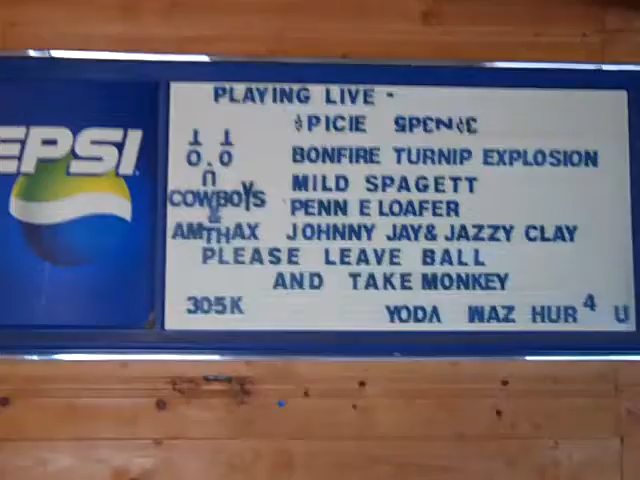 EPSI
PLAYING LIVE -
SPICIE SPENCE
BONFIRE TURNIP EXPLOSION
MILD SPAGETT
COWBOYS
PENN E LOAFER
&
AMTHAX JOHNNY JAY & JAZZY CLAY
PLEASE LEAVE BALL
AND TAKE MONKEY
305K
YODA WAZ HUR 4 U